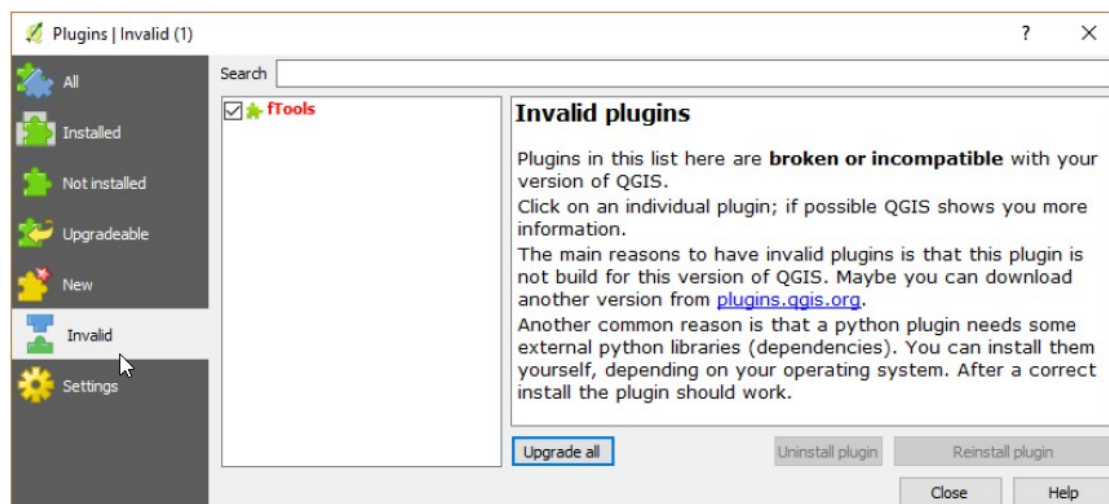 Plugins | Invalid (1)
?
All
Installed
Not installed
Upgradeable
New
Invalid
Settings
Search
fTools
Invalid plugins
Plugins in this list here are broken or incompatible with your
version of QGIS.
Click on an individual plugin; if possible QGIS shows you more
information.
The main reasons to have invalid plugins is that this plugin is
not build for this version of QGIS. Maybe you can download
another version from plugins.qgis.org.
Another common reason is that a python plugin needs some
external python libraries (dependencies). You can install them
yourself, depending on your operating system. After a correct
install the plugin should work.
Upgrade all
Uninstall plugin
Reinstall plugin
Close
Help